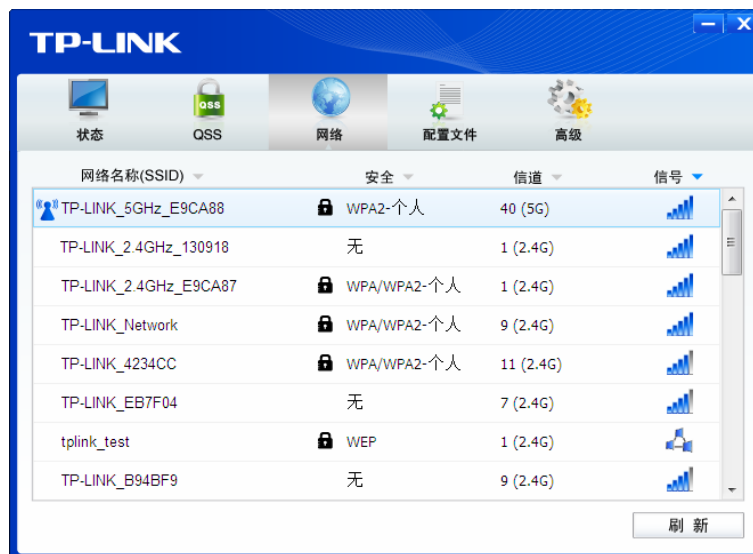 TP-LINK
状态 QSS 网络 配置文件 高级
网络名称(SSID) 安全 信道 信号
TP-LINK_5GHz_E9CA88 WPA2-个人 40 (5G)
TP-LINK_2.4GHz_130918 无 1 (2.4G)
TP-LINK_2.4GHz_E9CA87 WPA/WPA2-个人 1 (2.4G)
TP-LINK_Network WPA/WPA2-个人 9 (2.4G)
TP-LINK_4234CC WPA/WPA2-个人 11 (2.4G)
TP-LINK_EB7F04 无 7 (2.4G)
tplink_test WEP 1 (2.4G)
TP-LINK_B94BF9 无 9 (2.4G)
刷 新